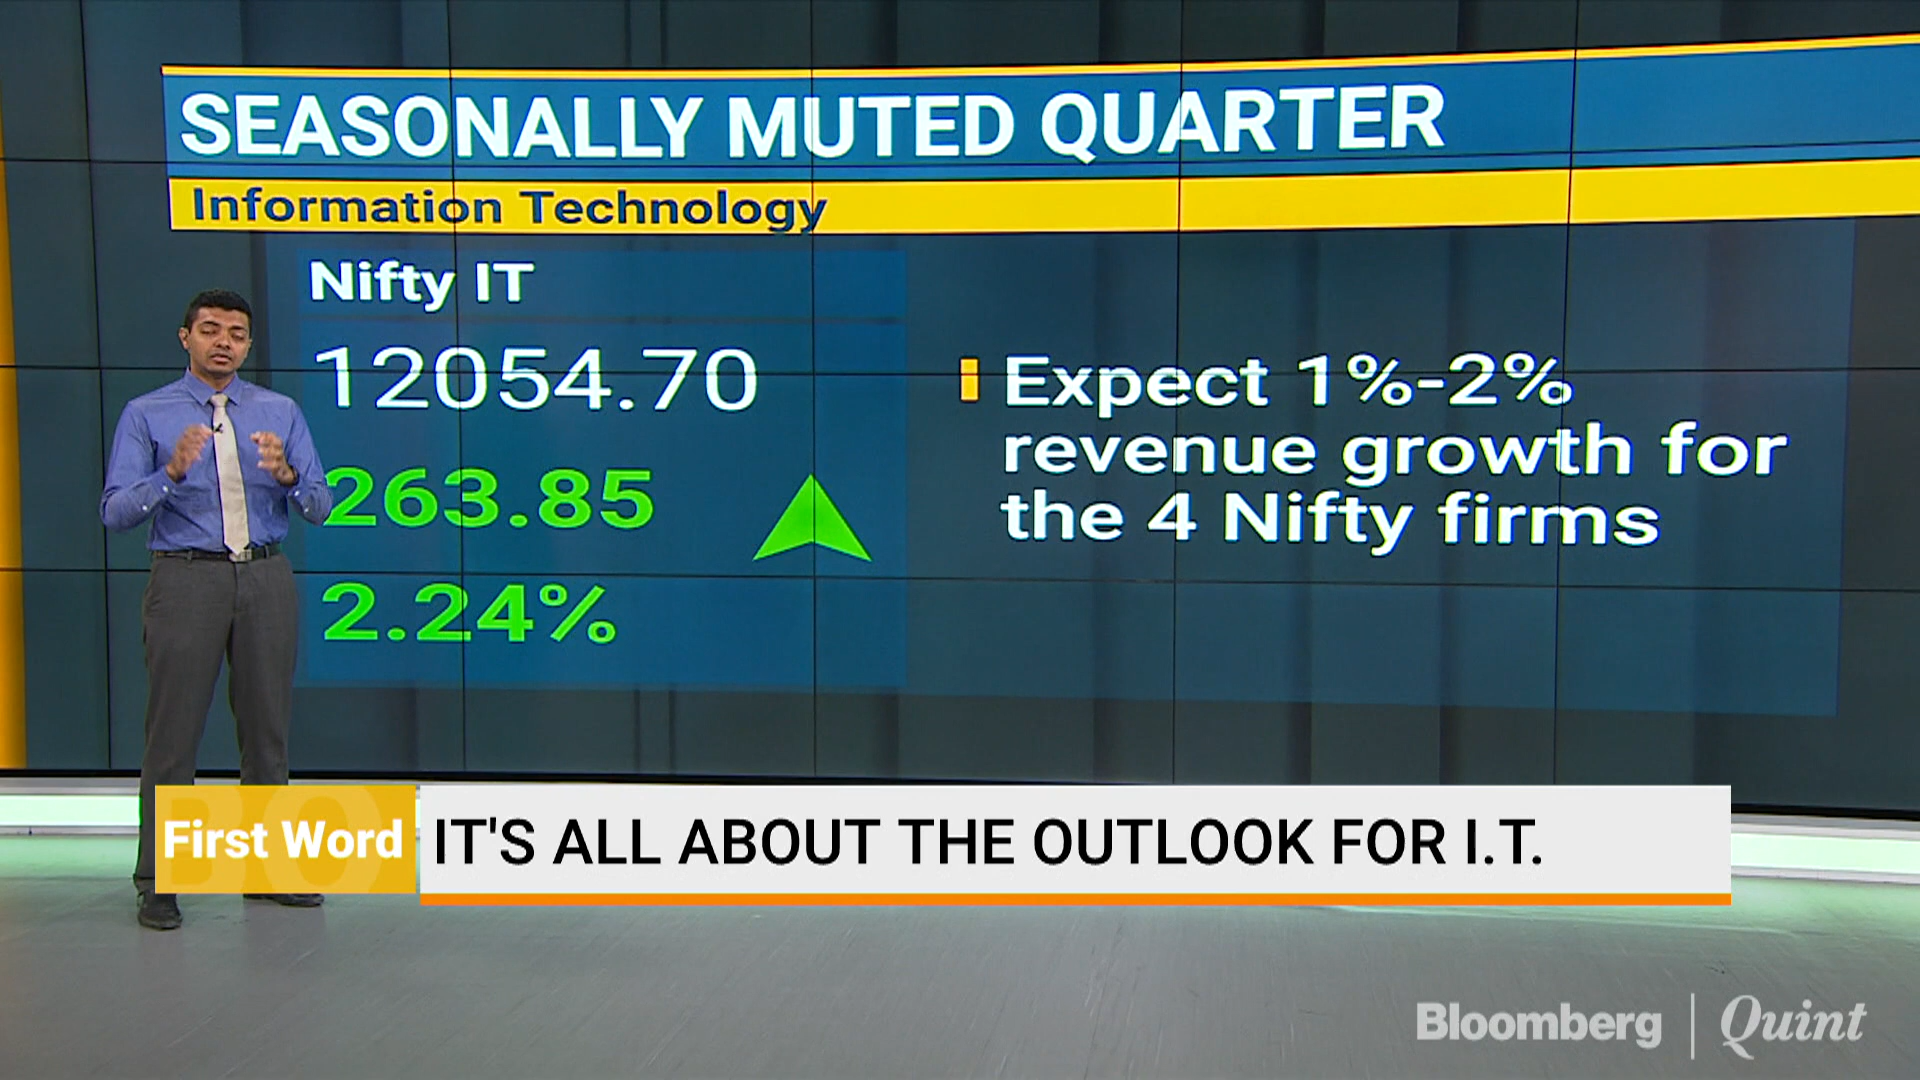 SEASONALLY MUTED QUARTER
Information Technology
Nifty IT
12054.70
263.85
2.24%
Expect 1%-2%
revenue growth for
the 4 Nifty firms
First Word
IT'S ALL ABOUT THE OUTLOOK FOR I.T.
Bloomberg | Quint